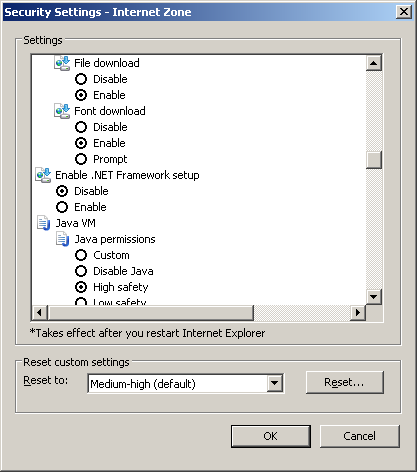 Security Settings - Internet Zone
Settings
File download
Disable
Enable
Font download
Disable
Enable
Prompt
Enable .NET Framework setup
Disable
Enable
Java VM
Java permissions
Custom
Disable Java
High safety
Low safety
*Takes effect after you restart Internet Explorer
Reset custom settings
Reset to: Medium-high (default) Reset...
OK Cancel